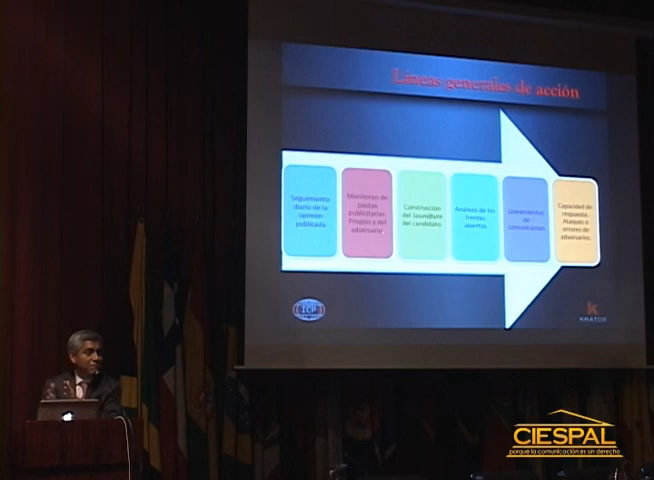 Líneas generales de acción
Seguimiento
diario de la
opinión
publicada
Monitoreo de
pautas
publicitarias
Propias y del
adversario.
Construcción
del Soundbyte
del candidato.
Análisis de los
frentes
abiertos
Lineamientos
de
comunicación
Capacidad de
respuesta.
Ataques o
errores de
adversarios.
ICP
KRATOS
CIESPAL
porque la comunicación es un derecho